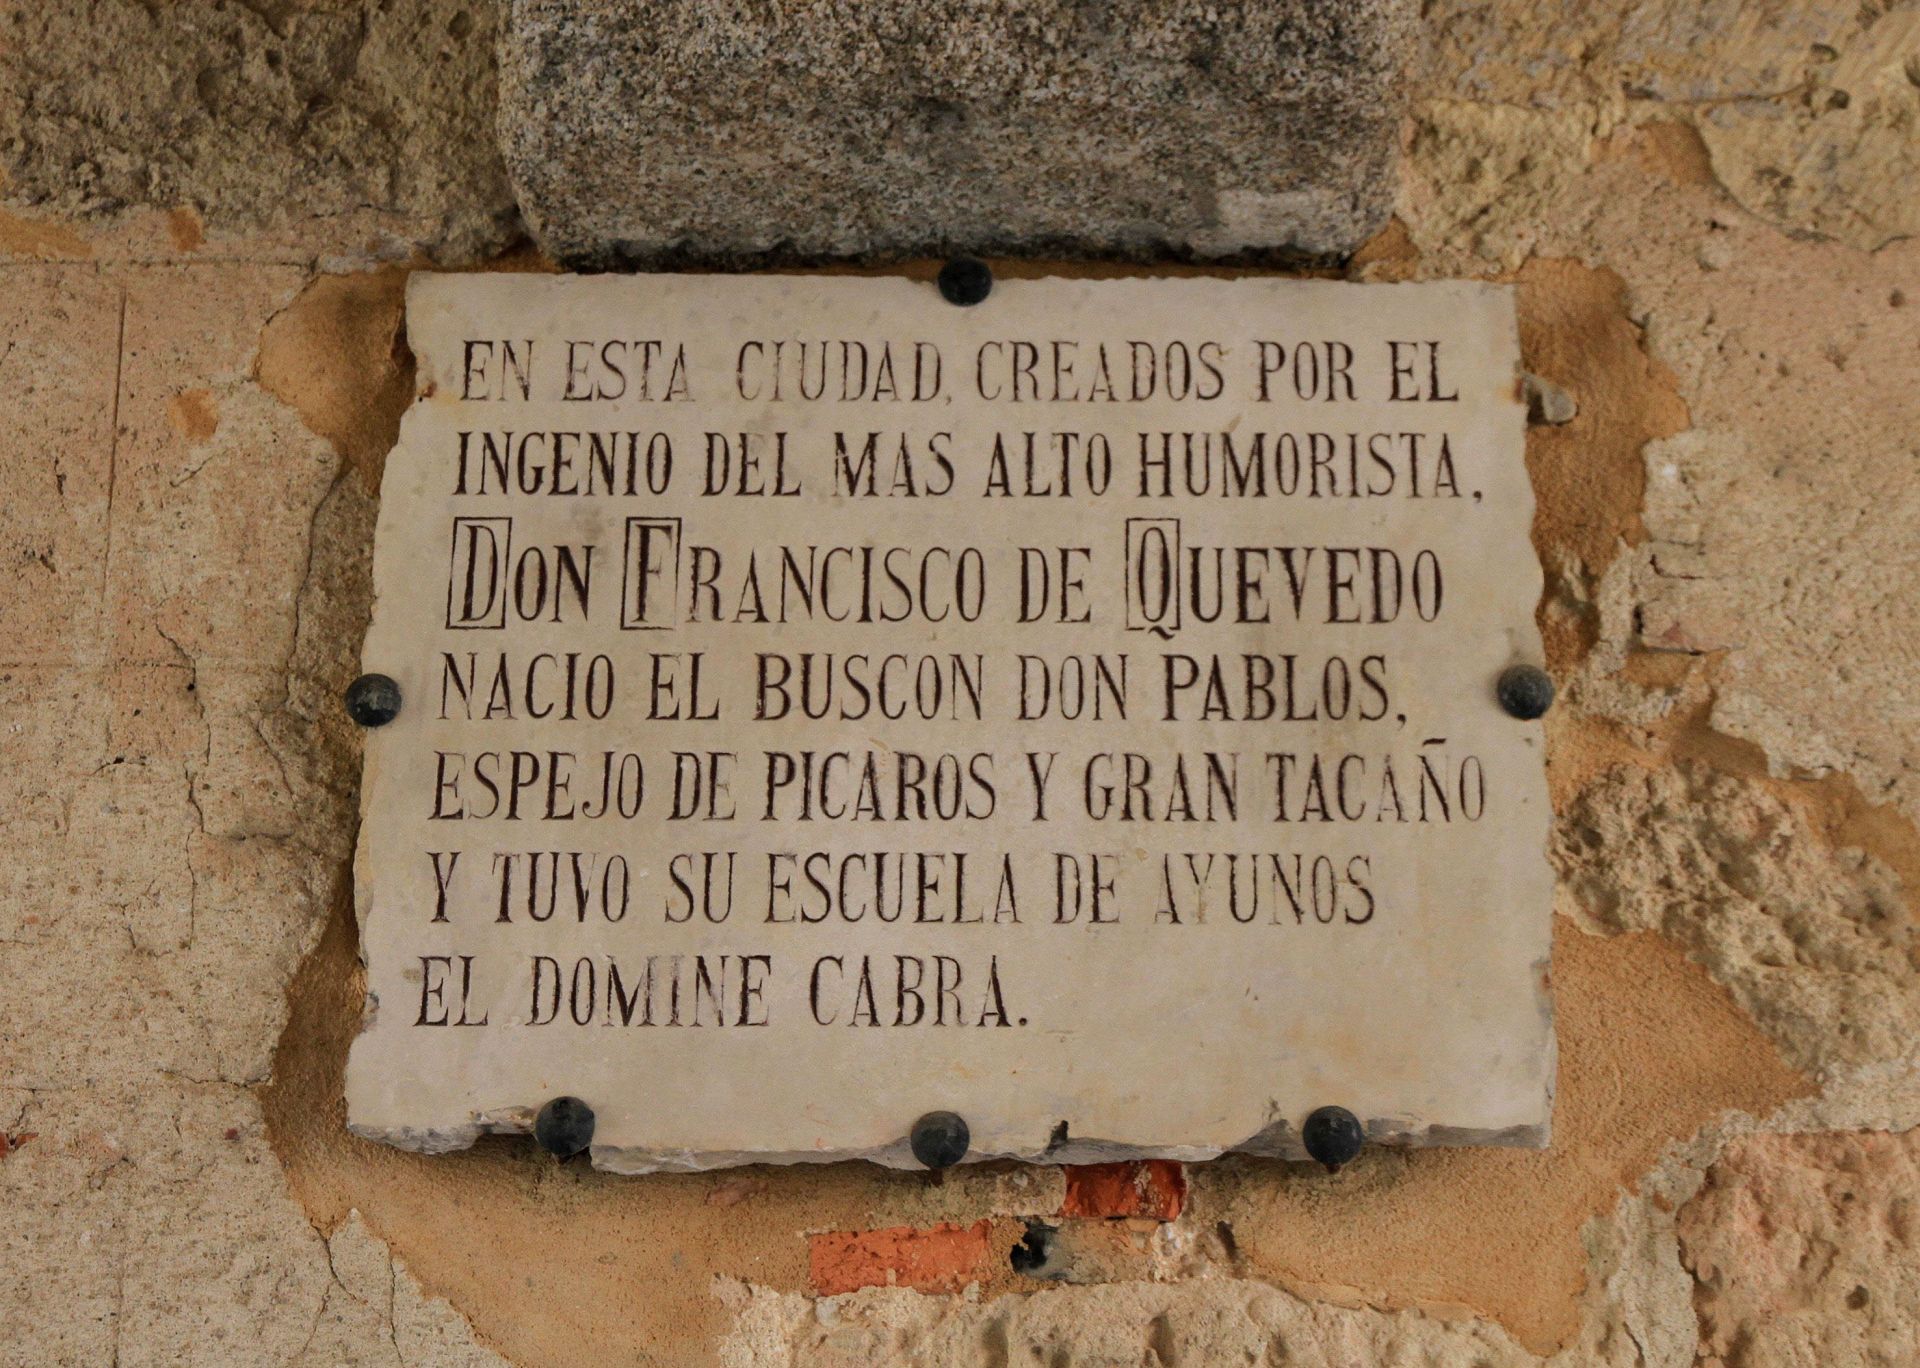 EN ESTA CIUDAD, CREADOS POR EL
INGENIO DEL MAS ALTO HUMORISTA,
DON FRANCISCO DE QUEVEDO
NACIO EL BUSCON DON PABLOS,
ESPEJO DE PICAROS Y GRAN TACAÑO
Y TUVO SU ESCUELA DE AYUNOS
EL DOMINE CABRA.